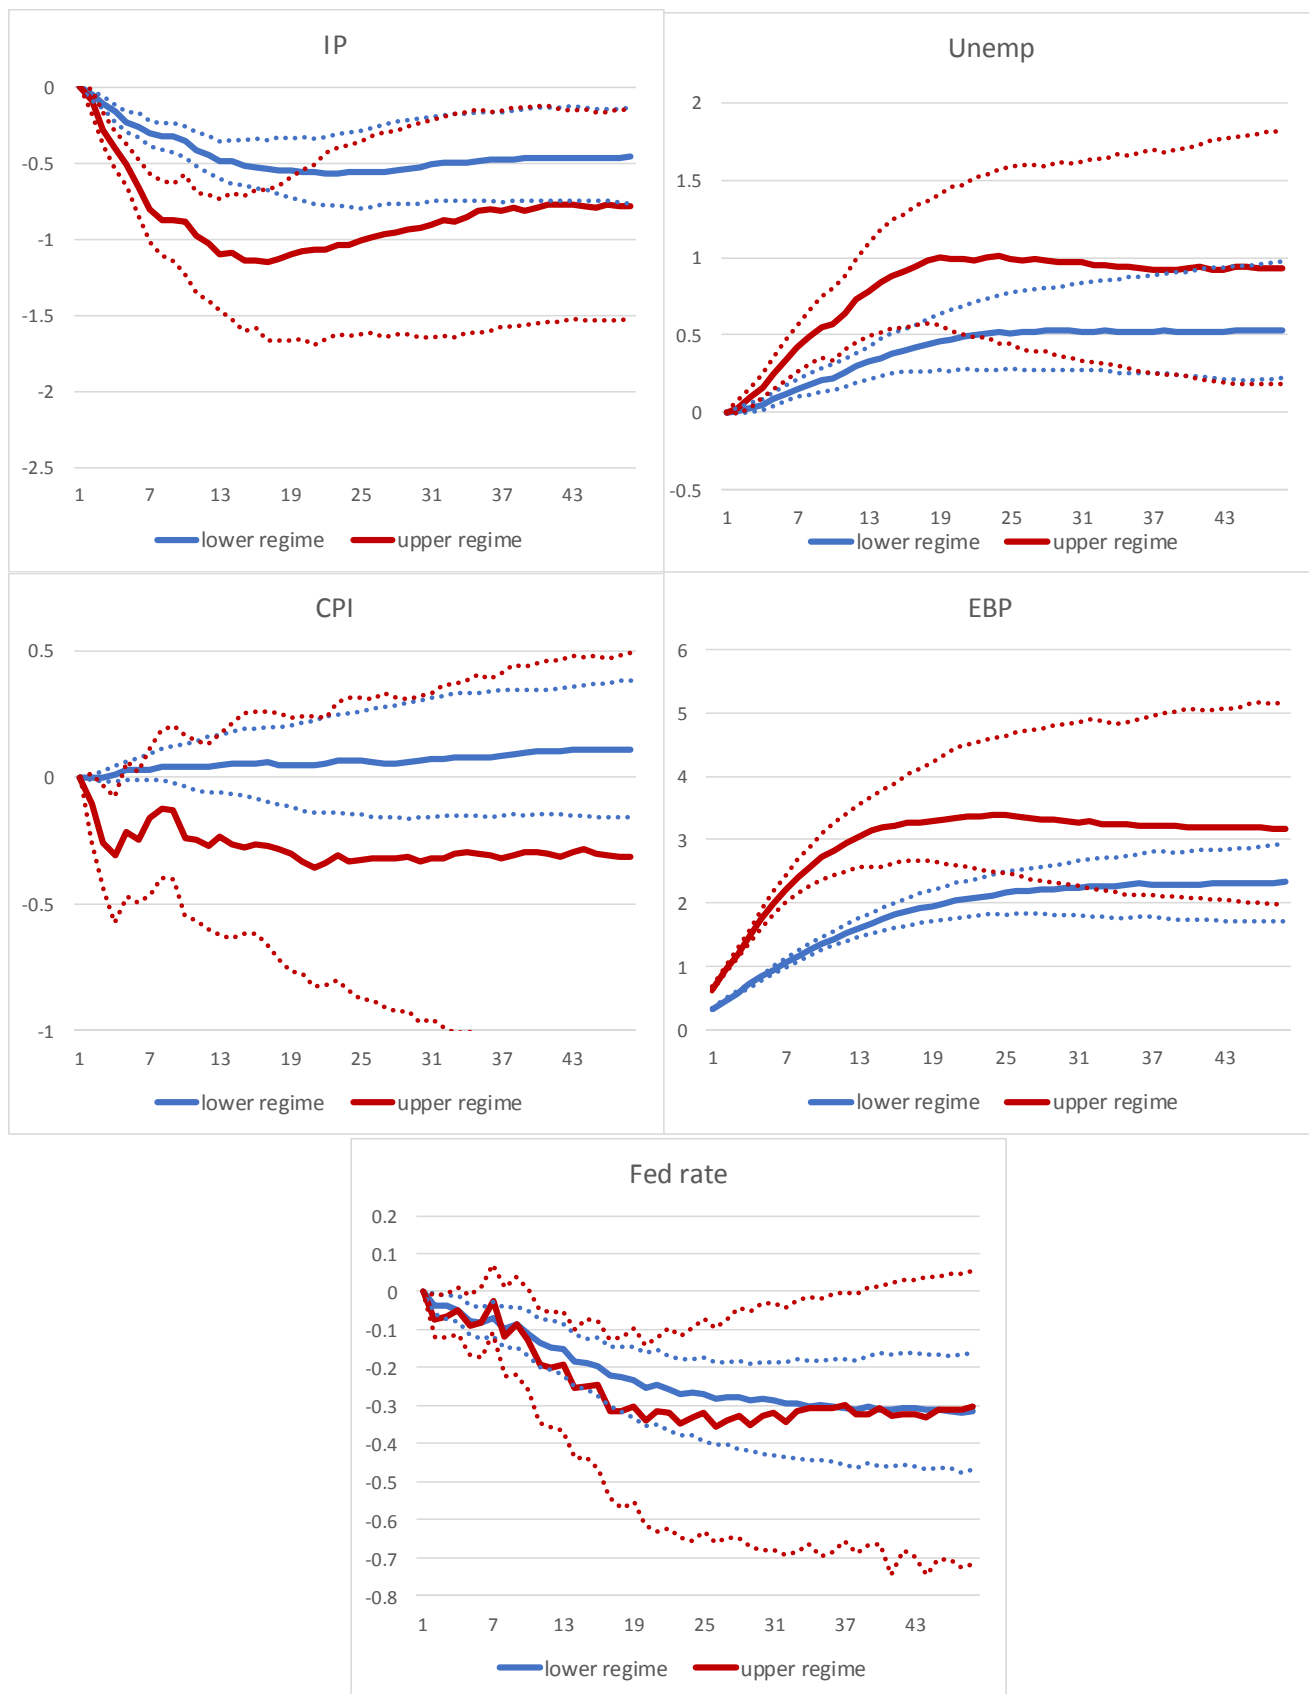 IP
0
-0.5
-1
-1.5
-2
-2.5
1 7 13 19 25 31 37 43
lower regime upper regime
Unemp
2
1.5
1
0.5
0
-0.5
1 7 13 19 25 31 37 43
lower regime upper regime
CPI
0.5
0
-0.5
-1
1 7 13 19 25 31 37 43
lower regime upper regime
EBP
6
5
4
3
2
1
0
1 7 13 19 25 31 37 43
lower regime upper regime
Fed rate
0.2
0.1
0
-0.1
-0.2
-0.3
-0.4
-0.5
-0.6
-0.7
-0.8
1 7 13 19 25 31 37 43
lower regime upper regime